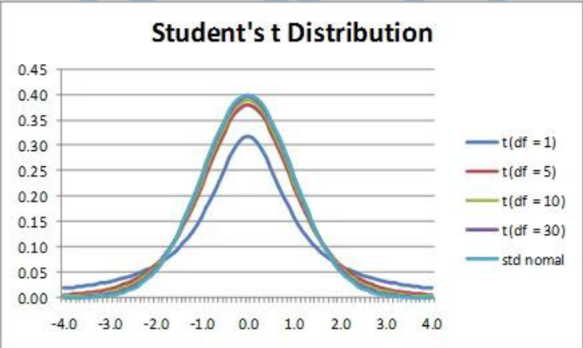 Student's t Distribution
0.45
0.40
0.35
0.30
0.25
0.20
0.15
0.10
0.05
0.00
-4.0 -3.0 -2.0 -1.0 0.0 1.0 2.0 3.0 4.0
t(df = 1)
t(df = 5)
t(df = 10)
t(df = 30)
std nomal